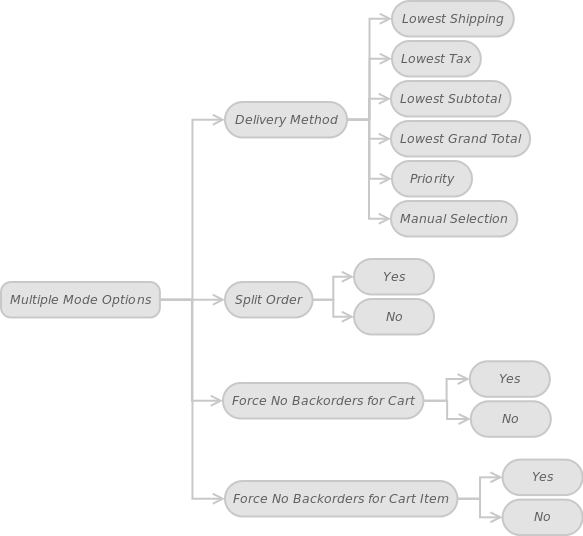 Lowest Shipping
Lowest Tax
Lowest Subtotal
Delivery Method
Lowest Grand Total
Priority
Manual Selection
Multiple Mode Options
Split Order
Yes
No
Force No Backorders for Cart
Yes
No
Force No Backorders for Cart Item
Yes
No